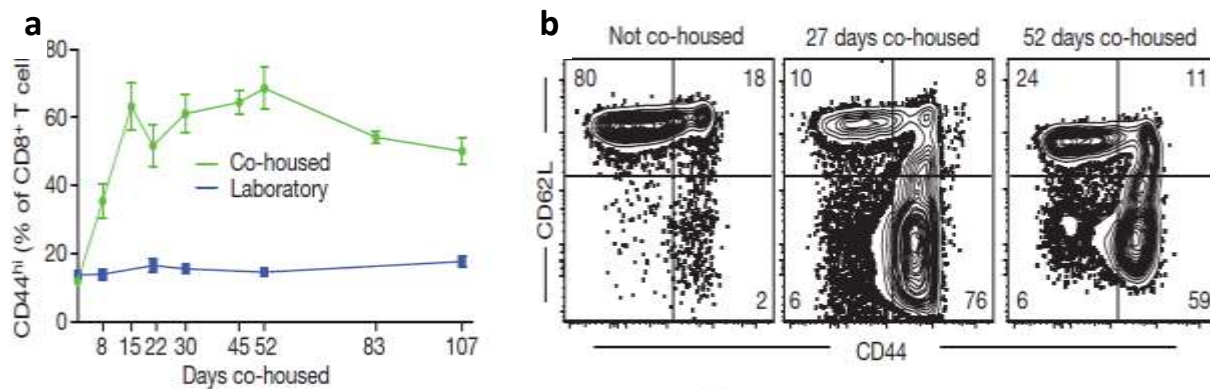 a
80
60
40
20
0
CD44hi (% of CD8+ T cell
Co-housed
Laboratory
8 15 22 30 45 52 83 107
Days co-housed
b
Not co-housed 27 days co-housed 52 days co-housed
80 18 10 8 24 11
CD62L
2 6 76 6 59
CD44